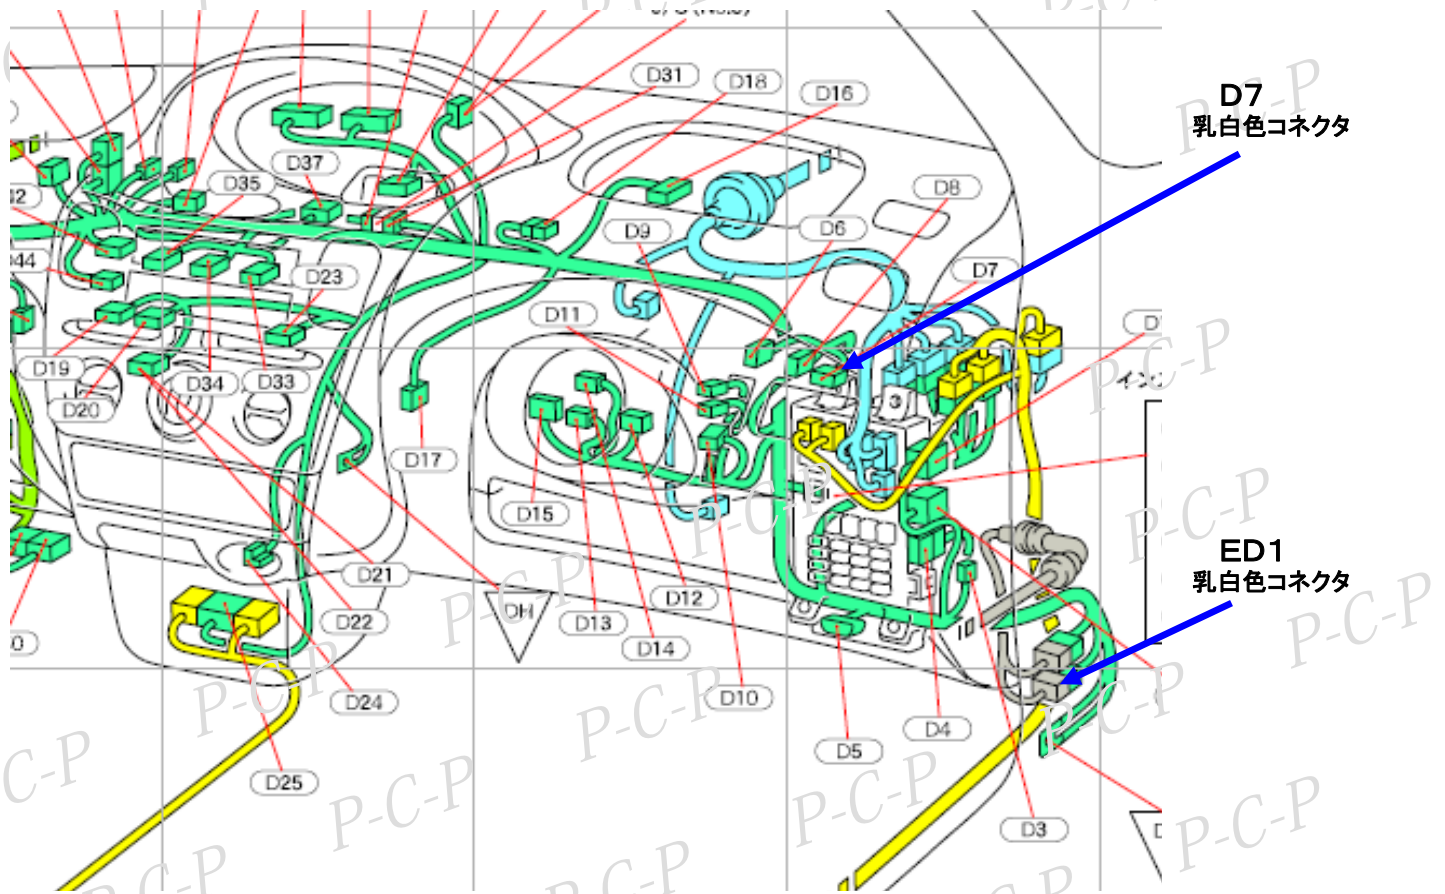 J/C (No.6)
D31
D18
D16
D7
乳白色コネクタ
P-C-P
D37
D35
D8
D9
D6
D44
D23
D7
D11
D19
D34
D33
D20
D17
P-C-P
D15
P-C-P
P-C-P
ED1
乳白色コネクタ
D21
D12
P-C-P
DH
D22
D13
P-C-P
D14
P-C-P
D10
P-C-P
P-C-P
D24
D4
D5
P-C-P
D25
P-C-P
P-C-P
P-C-P
D3
P-C-P
P-C-P